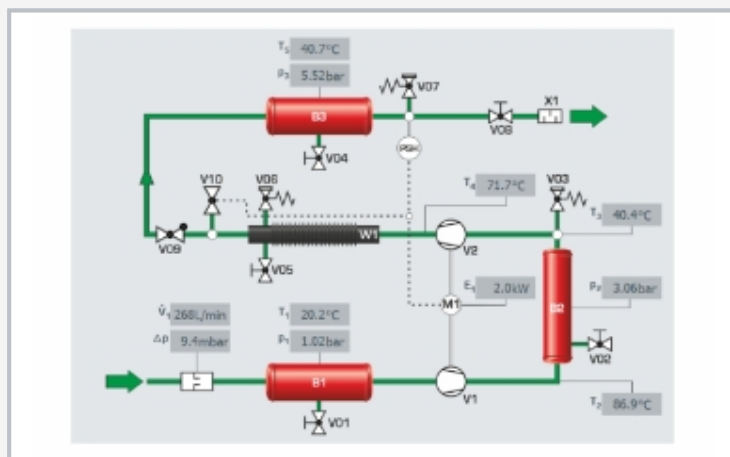 T₅ 40.7°C
p₃ 5.52bar
V07
B3
V08
X1
V04
PSH
V10
V06
T₄ 71.7°C
V03
T₃ 40.4°C
W1
V2
V09
V05
E₁ 2.0kW
M1
B2
p₂ 3.06bar
V̇₁ 268L/min
T₁ 20.2°C
Δp 9.4mbar
p₁ 1.02bar
V02
B1
V1
V01
T₂ 86.9°C